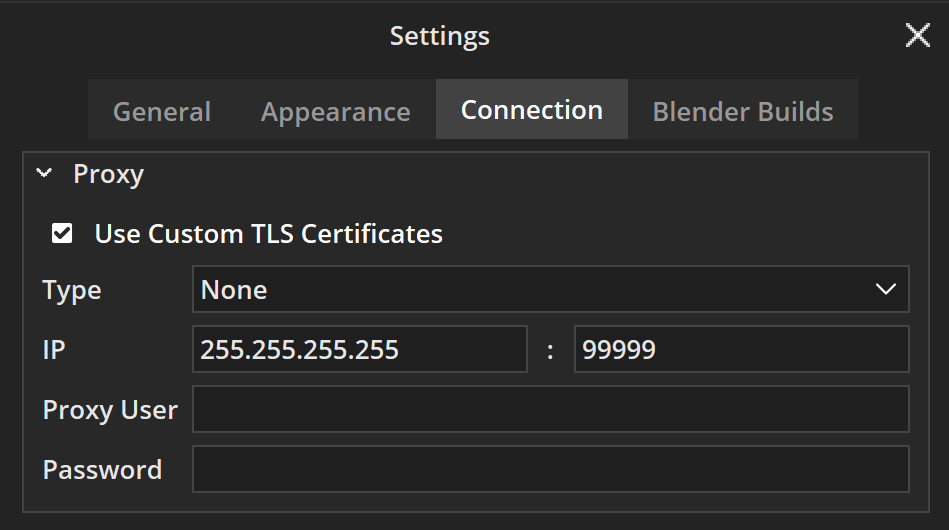 Settings
General Appearance Connection Blender Builds
Proxy
Use Custom TLS Certificates
Type None
IP 255.255.255.255 : 99999
Proxy User
Password